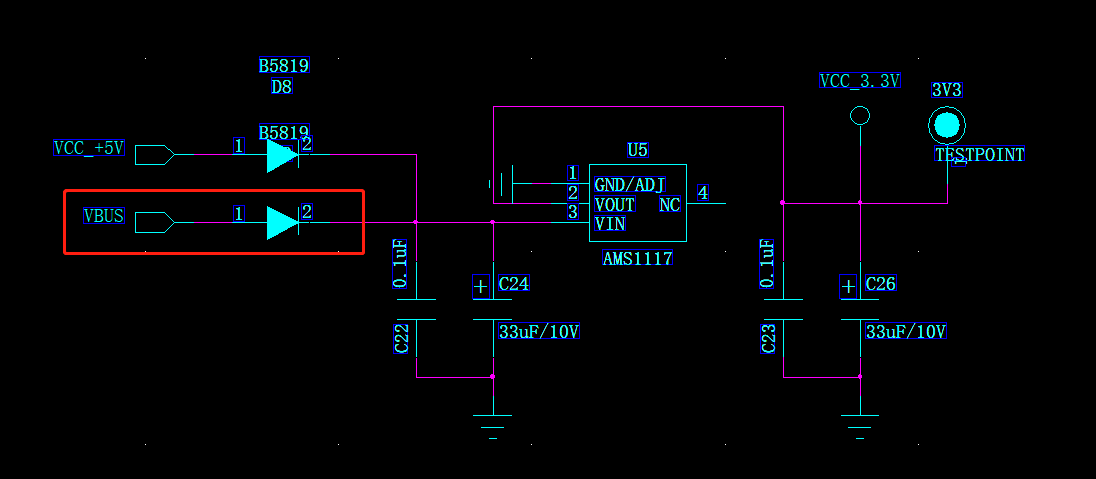 B5819
D8
VCC_3.3V
3V3
B5819
VCC_+5V
1
2
TESTPOINT
U5
1
GND/ADJ
2
VOUT
NC
4
3
VIN
VBUS
1
2
AMS1117
0.1uF
C22
+
C24
33uF/10V
0.1uF
C23
+
C26
33uF/10V